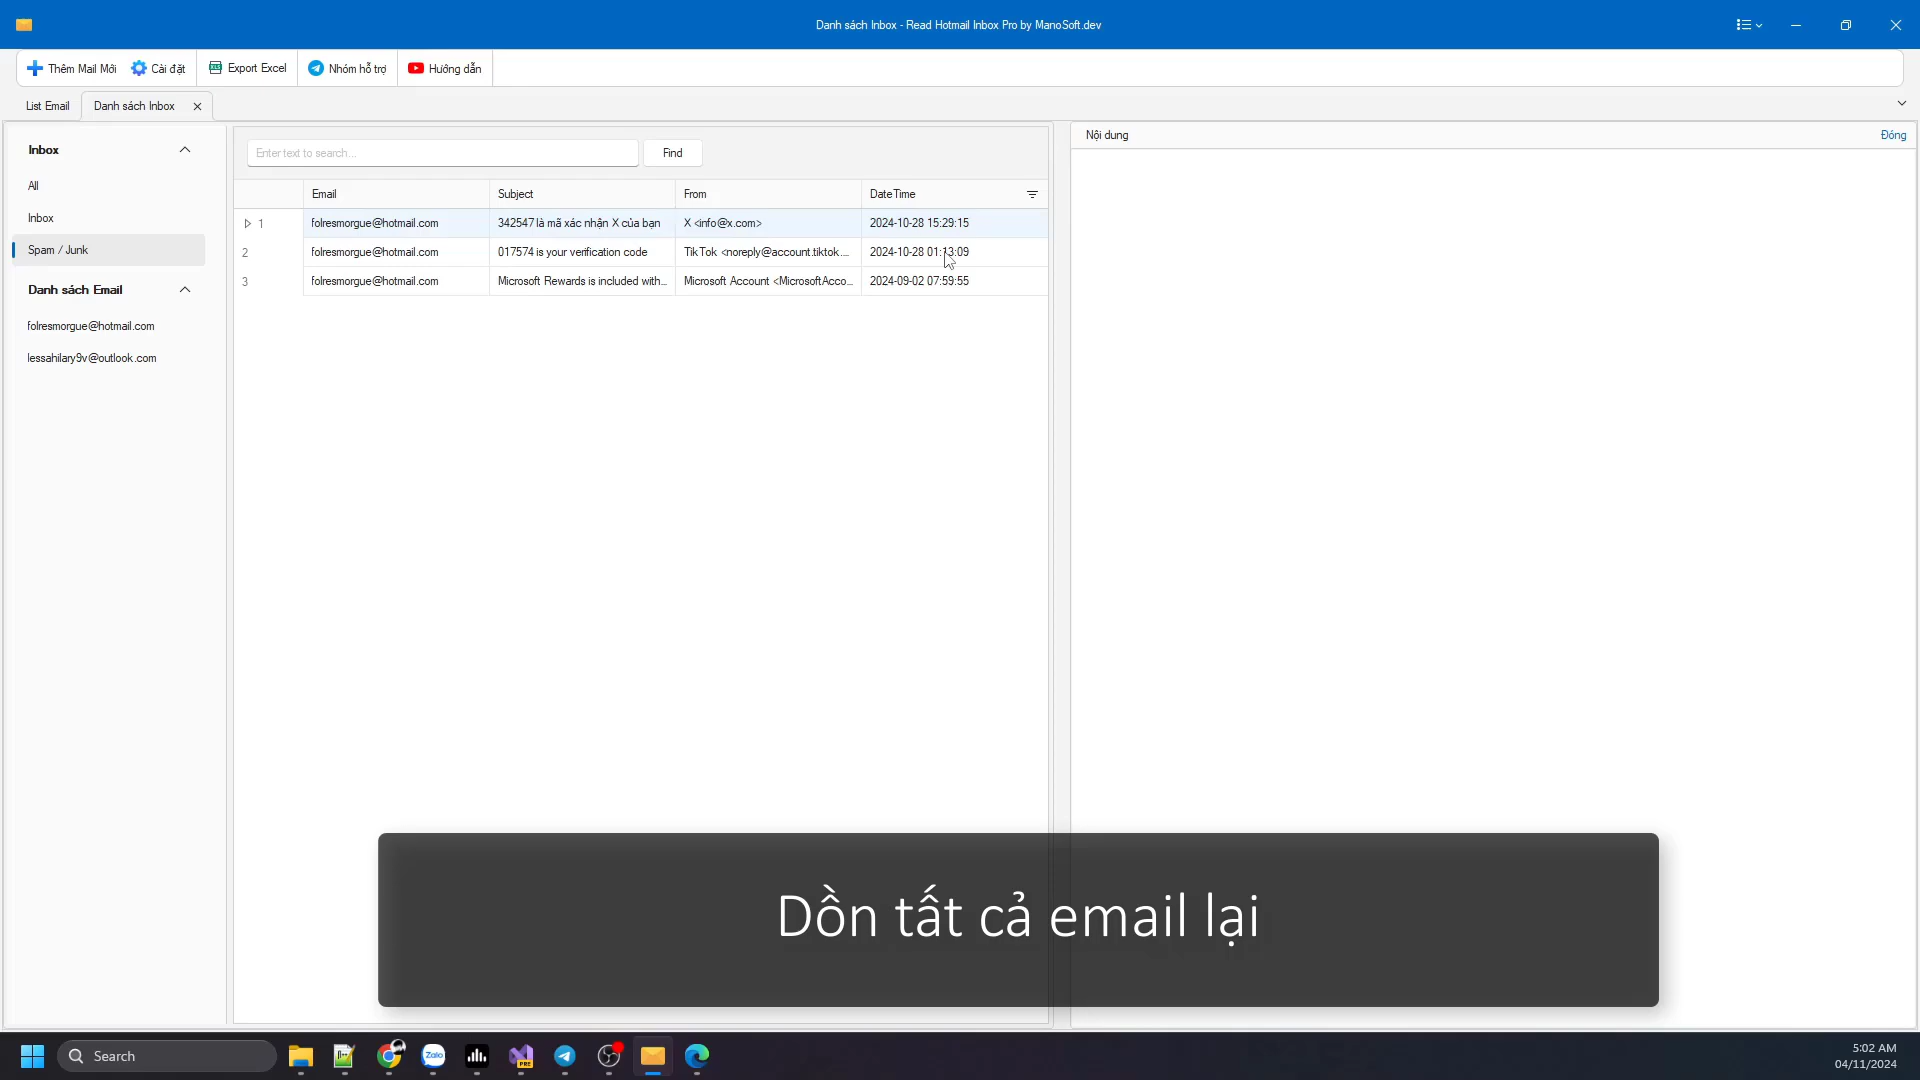 Danh sách Inbox - Read Hotmail Inbox Pro by ManoSoft.dev
Thêm Mail Mới Cài đặt Export Excel Nhóm hỗ trợ Hướng dẫn
List Email Danh sách Inbox
Inbox
All
Inbox
Spam / Junk
Danh sách Email
folresmorgue@hotmail.com
lessahilary9v@outlook.com
Enter text to search... Find
Email Subject From DateTime
1 folresmorgue@hotmail.com 342547 là mã xác nhận X của bạn X <info@x.com> 2024-10-28 15:29:15
2 folresmorgue@hotmail.com 017574 is your verification code TikTok <noreply@account.tiktok.... 2024-10-28 01:13:09
3 folresmorgue@hotmail.com Microsoft Rewards is included with... Microsoft Account <MicrosoftAcco... 2024-09-02 07:59:55
Nội dung Đóng
Dồn tất cả email lại
Search
Zalo
PRE
5:02 AM
04/11/2024